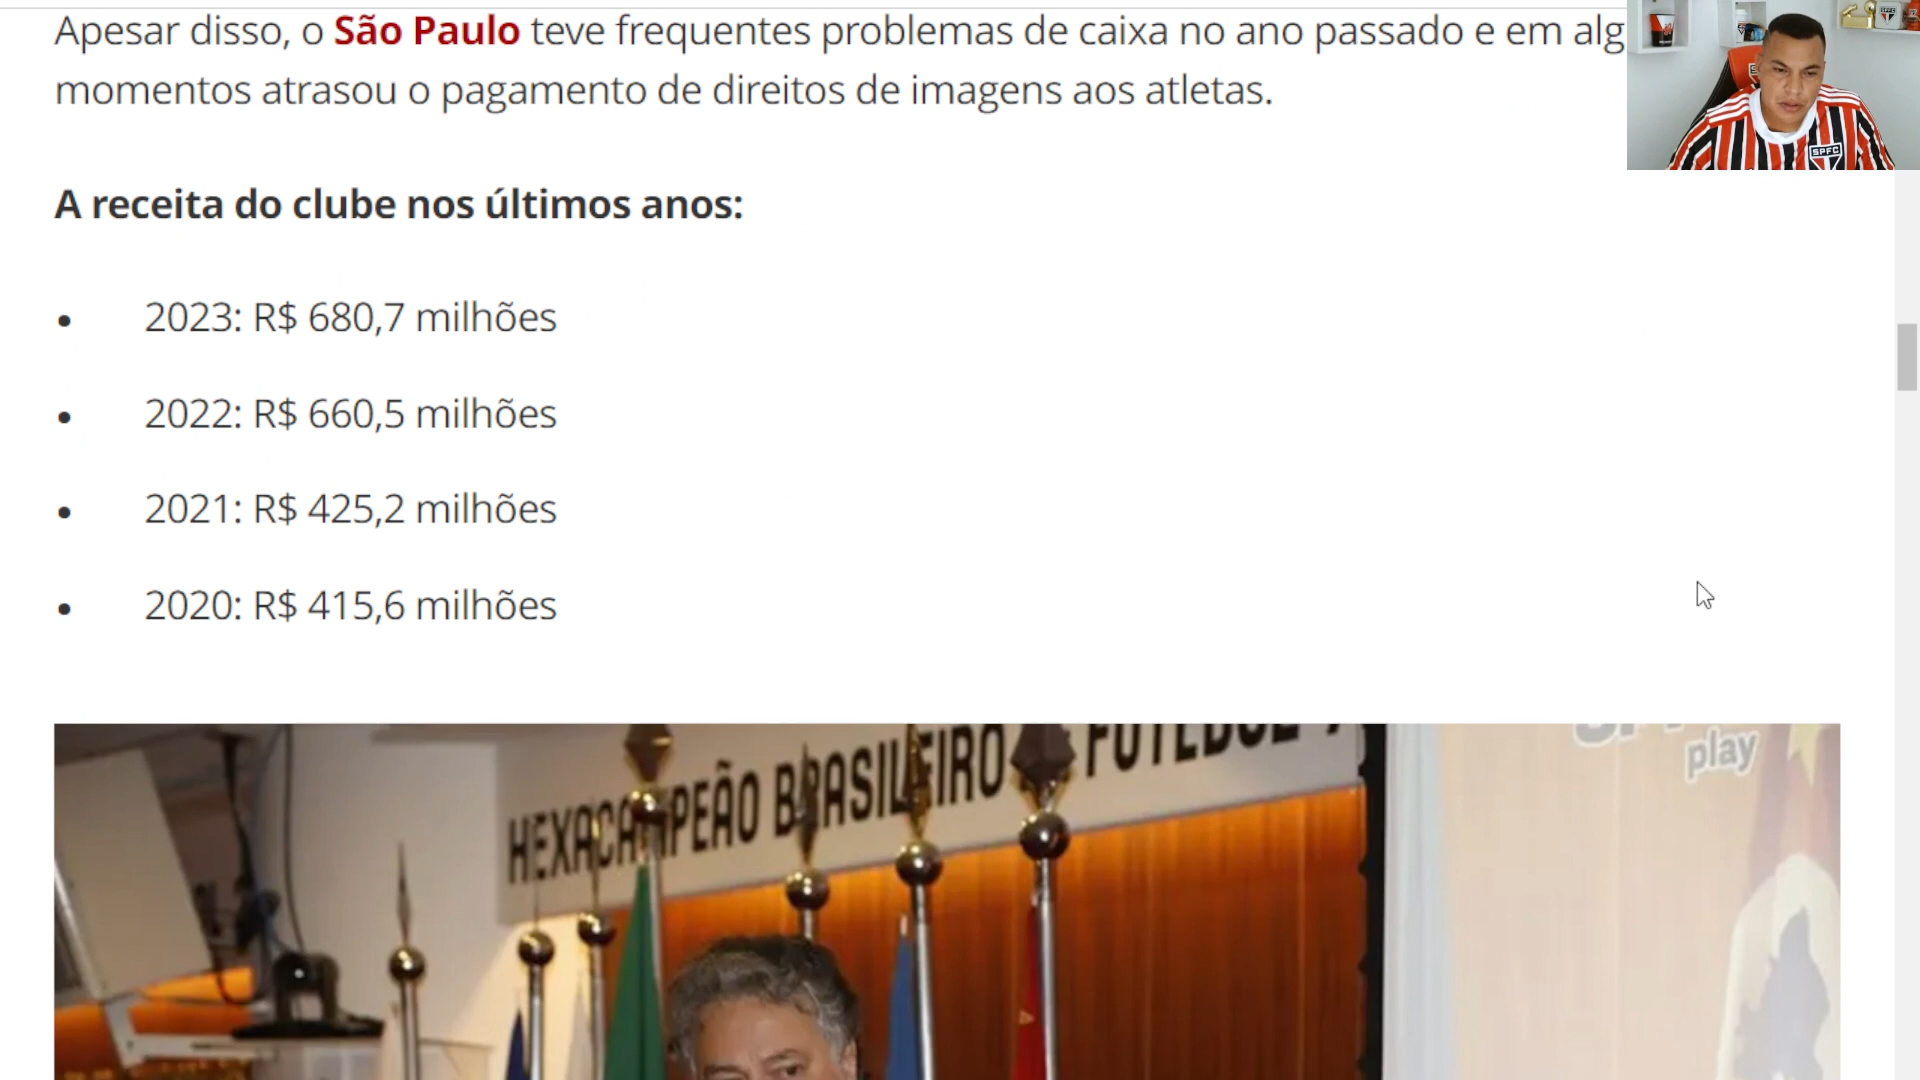 Apesar disso, o São Paulo teve frequentes problemas de caixa no ano passado e em alg
momentos atrasou o pagamento de direitos de imagens aos atletas.
A receita do clube nos últimos anos:
• 2023: R$ 680,7 milhões
• 2022: R$ 660,5 milhões
• 2021: R$ 425,2 milhões
• 2020: R$ 415,6 milhões
HEXACAMPEÃO BRASILEIRO FUTEBOL
play
SPFC